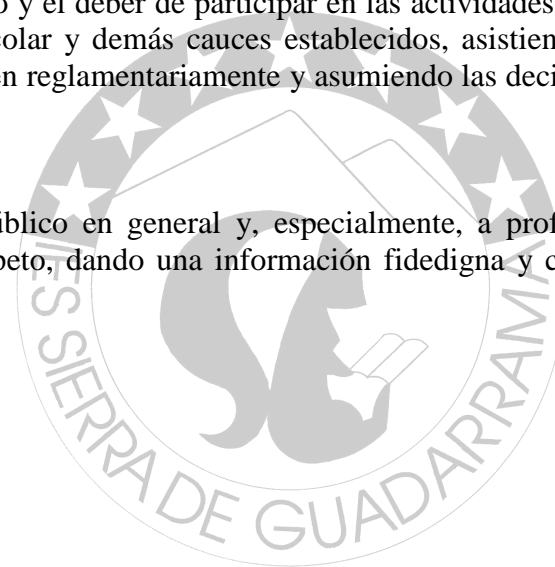 o y el deber de participar en las actividades
colar y demás cauces establecidos, asistien
en reglamentariamente y asumiendo las deci
úblico en general y, especialmente, a prof
peto, dando una información fidedigna y c
IES SIERRA DE GUADARRAMA